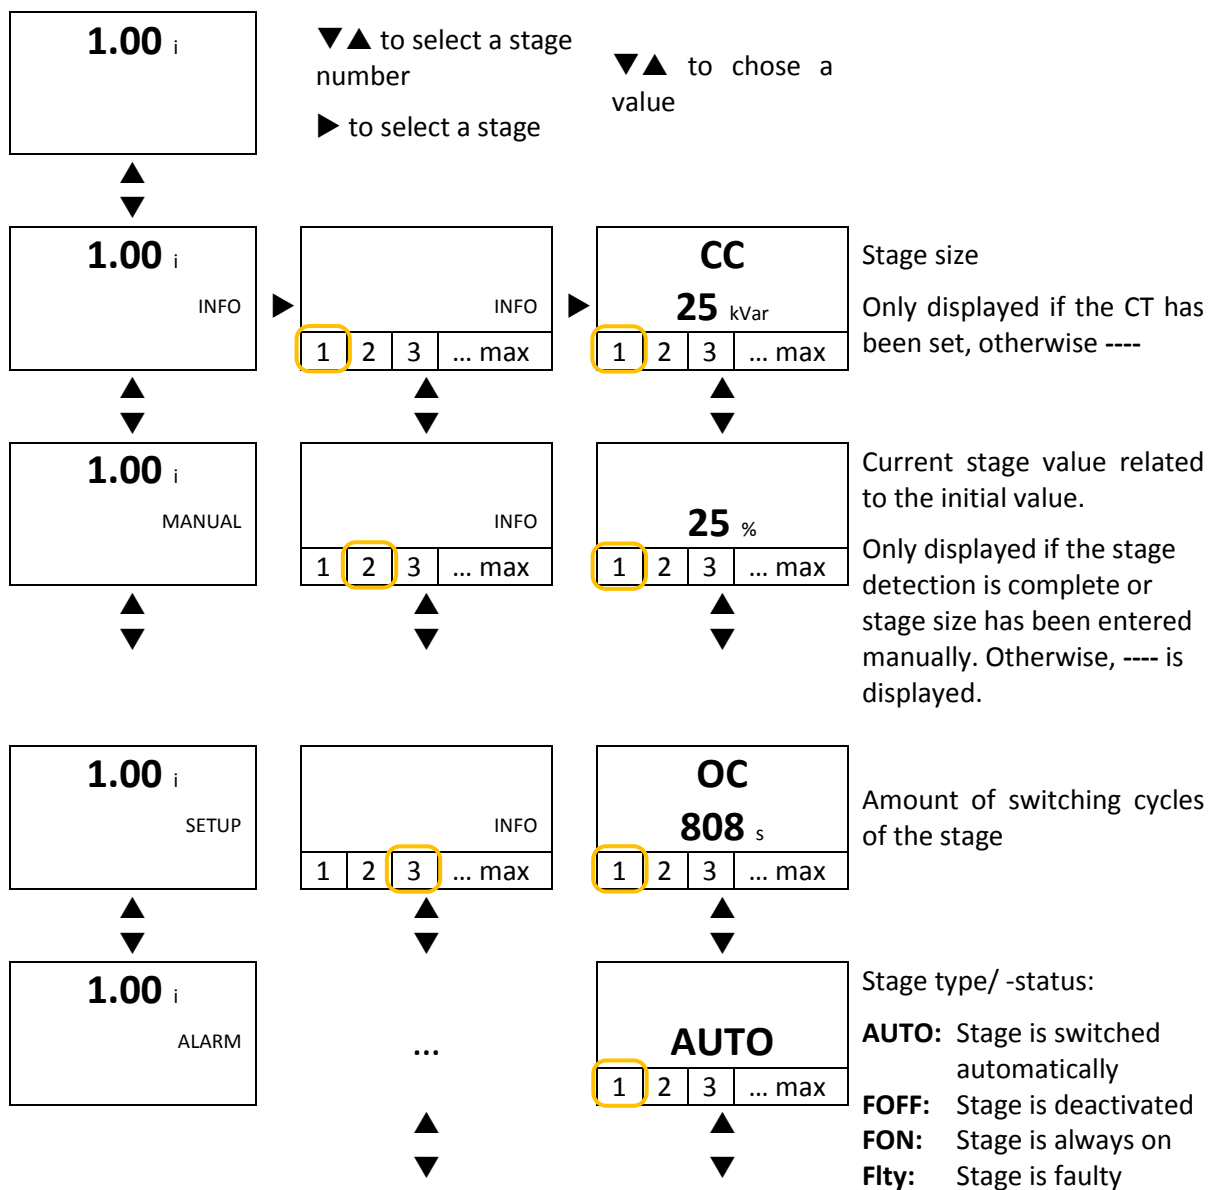 1.00 i
▼▲ to select a stage
number
▶ to select a stage
▼▲ to chose a
value
1.00 i
INFO
INFO
1 2 3 ... max
CC
25 kVar
1 2 3 ... max
Stage size
Only displayed if the CT has
been set, otherwise ----
1.00 i
MANUAL
INFO
1 2 3 ... max
25 %
1 2 3 ... max
Current stage value related
to the initial value.
Only displayed if the stage
detection is complete or
stage size has been entered
manually. Otherwise, ---- is
displayed.
1.00 i
SETUP
INFO
1 2 3 ... max
OC
808 s
1 2 3 ... max
Amount of switching cycles
of the stage
1.00 i
ALARM
...
AUTO
1 2 3 ... max
Stage type/ -status:
AUTO: Stage is switched
automatically
FOFF: Stage is deactivated
FON: Stage is always on
Flty: Stage is faulty